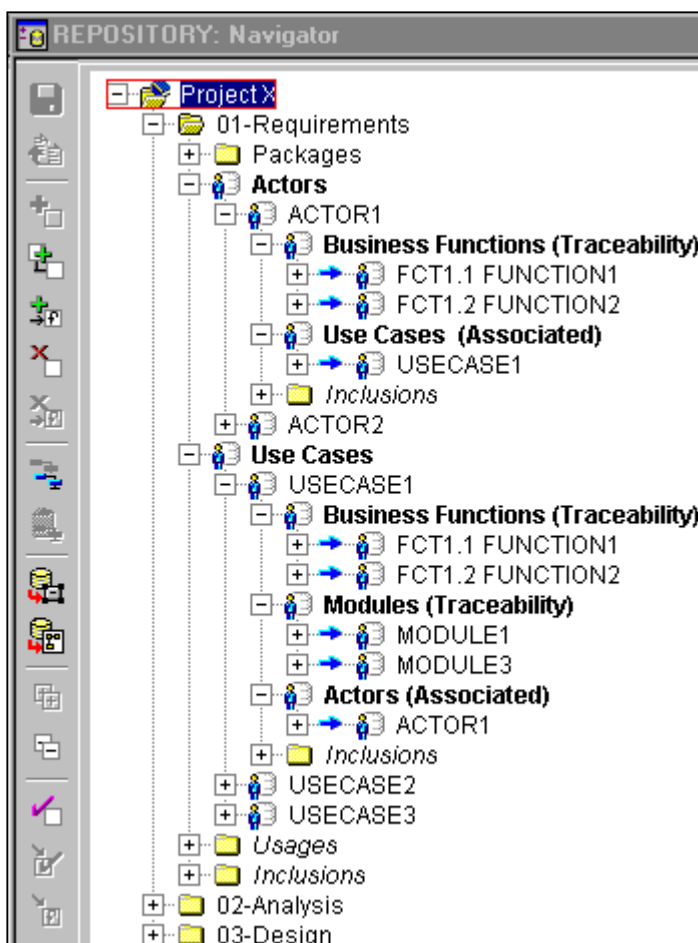 REPOSITORY: Navigator
Project X
01-Requirements
Packages
Actors
ACTOR1
Business Functions (Traceability)
FCT1.1 FUNCTION1
FCT1.2 FUNCTION2
Use Cases (Associated)
USECASE1
Inclusions
ACTOR2
Use Cases
USECASE1
Business Functions (Traceability)
FCT1.1 FUNCTION1
FCT1.2 FUNCTION2
Modules (Traceability)
MODULE1
MODULE3
Actors (Associated)
ACTOR1
Inclusions
USECASE2
USECASE3
Usages
Inclusions
02-Analysis
03-Design